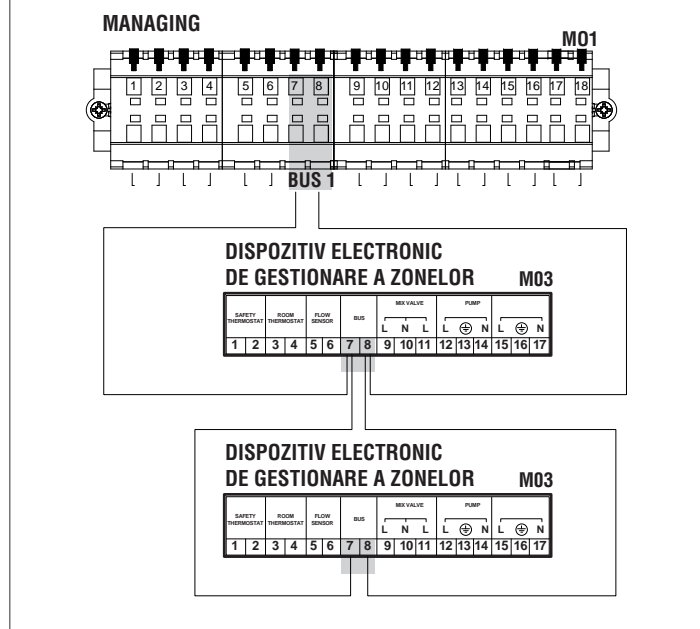 MANAGING
M01
1 2 3 4 5 6 7 8 9 10 11 12 13 14 15 16 17 18
BUS 1
DISPOZITIV ELECTRONIC
DE GESTIONARE A ZONELOR M03
SAFETY THERMOSTAT ROOM THERMOSTAT FLOW SENSOR BUS MIX VALVE PUMP
L N L L N L N
1 2 3 4 5 6 7 8 9 10 11 12 13 14 15 16 17
DISPOZITIV ELECTRONIC
DE GESTIONARE A ZONELOR M03
SAFETY THERMOSTAT ROOM THERMOSTAT FLOW SENSOR BUS MIX VALVE PUMP
L N L L N L N
1 2 3 4 5 6 7 8 9 10 11 12 13 14 15 16 17